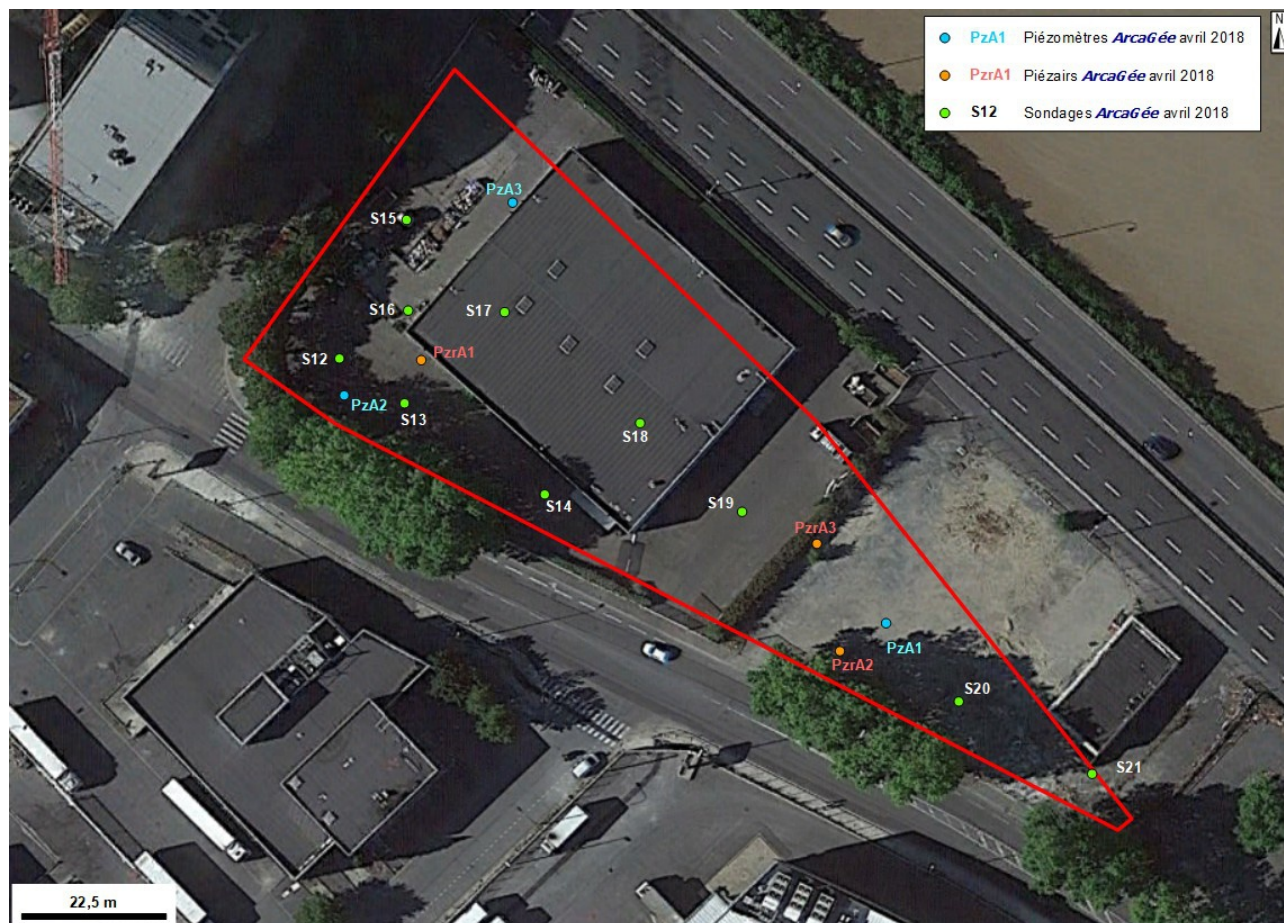 N
PzA1 Piézomètres ArcaGée avril 2018
PzrA1 Piézairs ArcaGée avril 2018
S12 Sondages ArcaGée avril 2018
PzA3
S15
S16
S17
S12
PzrA1
PzA2
S13
S18
S14
S19
PzrA3
PzA1
PzrA2
S20
S21
22,5 m